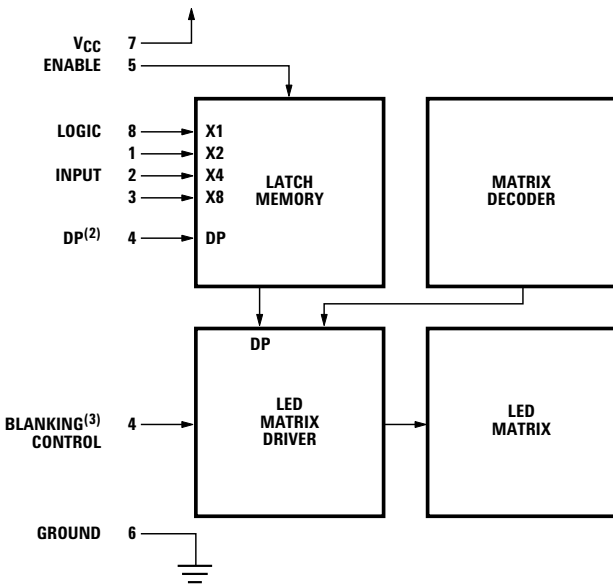 VCC 7
ENABLE 5
LOGIC 8 X1
1 X2
INPUT 2 X4
3 X8
DP(2) 4 DP
LATCH
MEMORY
MATRIX
DECODER
DP
BLANKING(3) 4
CONTROL
LED
MATRIX
DRIVER
LED
MATRIX
GROUND 6